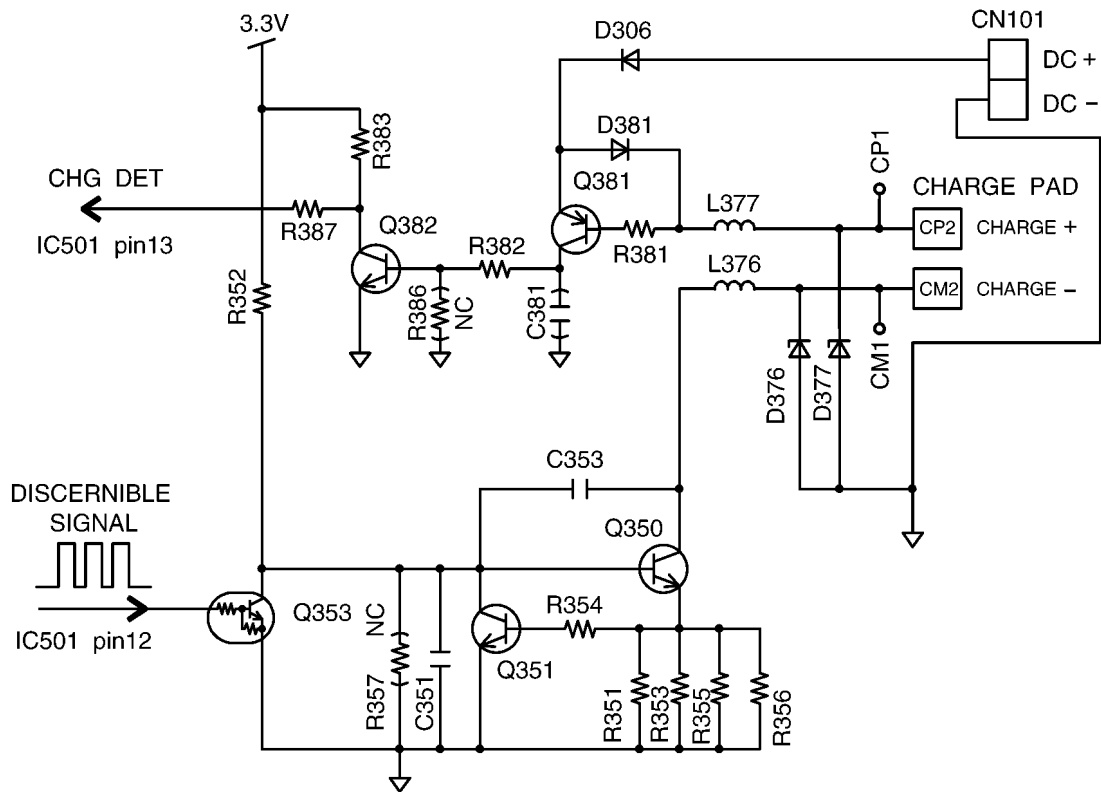 CN101
3.3V
D306
DC +
DC −
R383
D381
CP1
Q381
CHG DET
L377
CHARGE PAD
Q382
R382
CP2 CHARGE +
R387
R381
IC501 pin13
L376
R352
R386
NC
C381
CM2 CHARGE −
CM1
D376
D377
C353
DISCERNIBLE
SIGNAL
Q350
R354
Q353
NC
IC501 pin12
Q351
R357
C351
R351
R353
R355
R356